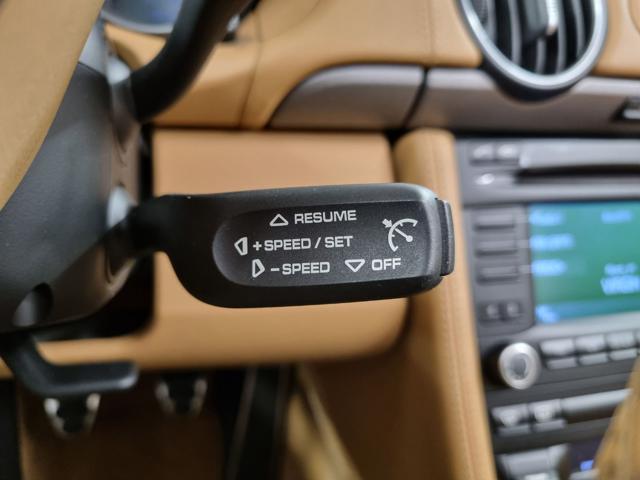 RESUME
+SPEED / SET
-SPEED OFF